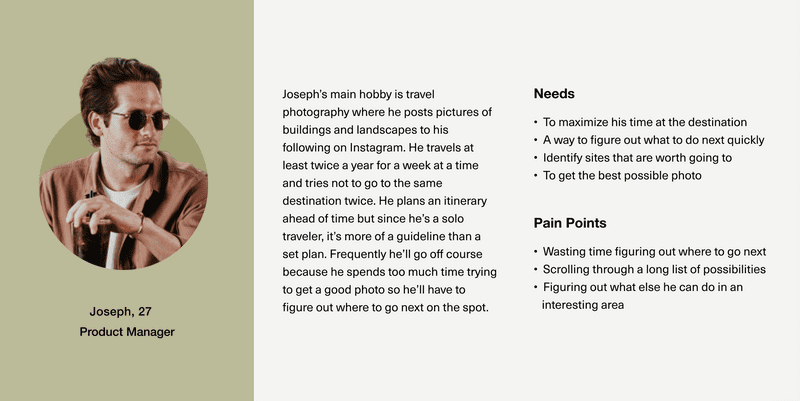 Joseph, 27
Product Manager
Joseph's main hobby is travel
photography where he posts pictures of
buildings and landscapes to his
following on Instagram. He travels at
least twice a year for a week at a time
and tries not to go to the same
destination twice. He plans an itinerary
ahead of time but since he's a solo
traveler, it's more of a guideline than a
set plan. Frequently he'll go off course
because he spends too much time trying
to get a good photo so he'll have to
figure out where to go next on the spot.
Needs
• To maximize his time at the destination
• A way to figure out what to do next quickly
• Identify sites that are worth going to
• To get the best possible photo
Pain Points
• Wasting time figuring out where to go next
• Scrolling through a long list of possibilities
• Figuring out what else he can do in an
interesting area